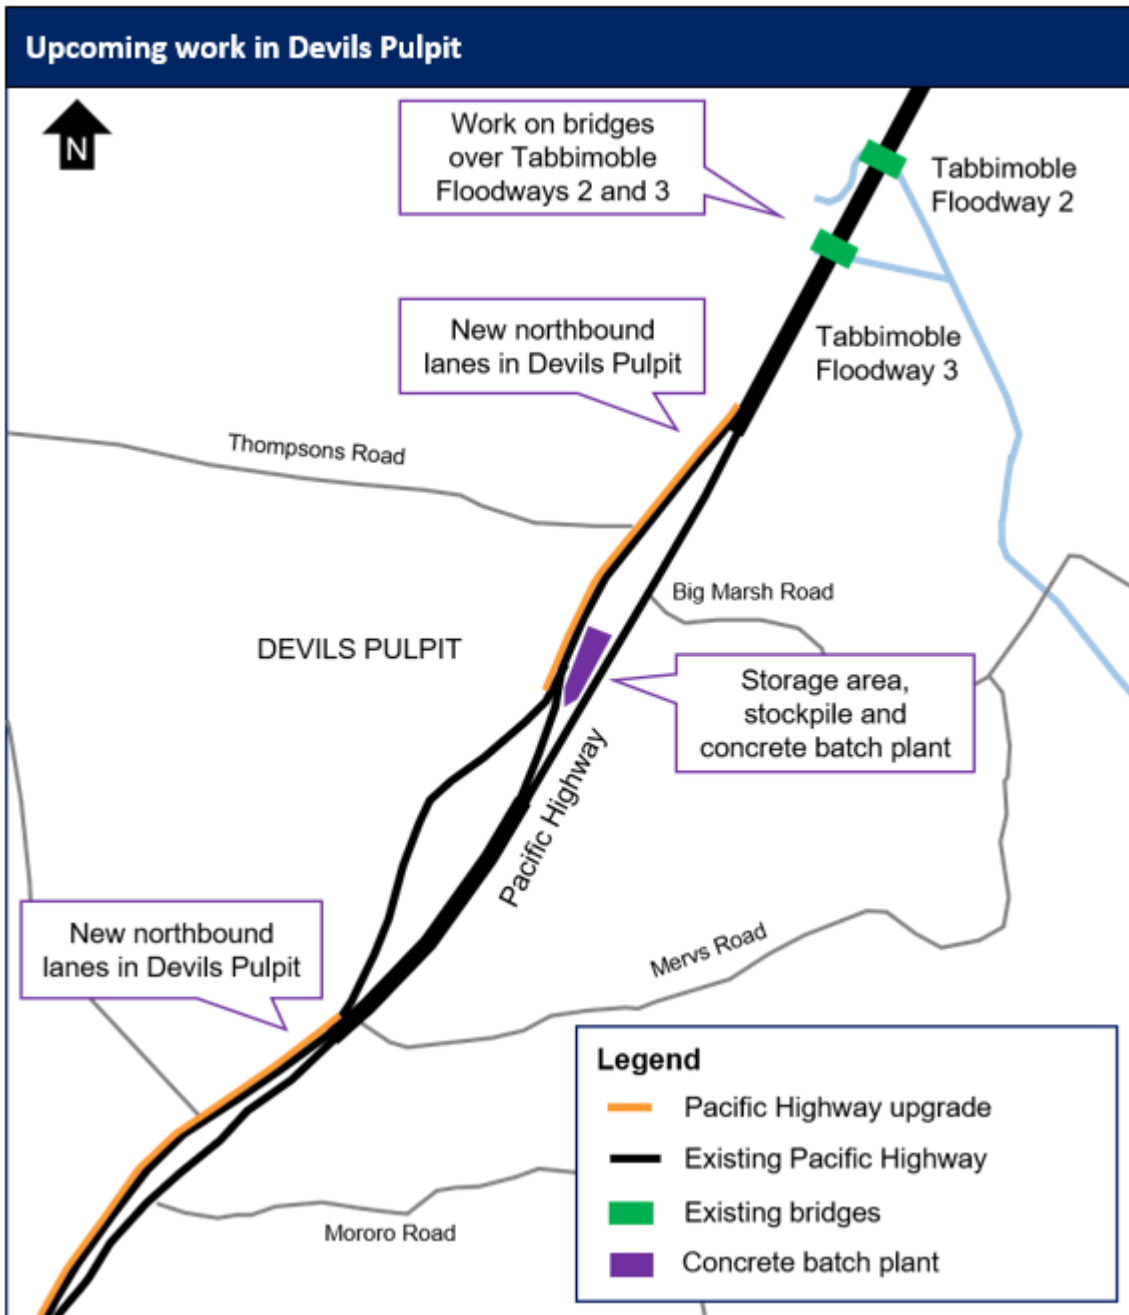 Upcoming work in Devils Pulpit
N
Work on bridges
over Tabbimoble
Floodways 2 and 3
Tabbimoble
Floodway 2
New northbound
lanes in Devils Pulpit
Tabbimoble
Floodway 3
Thompsons Road
Big Marsh Road
DEVILS PULPIT
Storage area,
stockpile and
concrete batch plant
Pacific Highway
New northbound
lanes in Devils Pulpit
Mervs Road
Mororo Road
Legend
Pacific Highway upgrade
Existing Pacific Highway
Existing bridges
Concrete batch plant